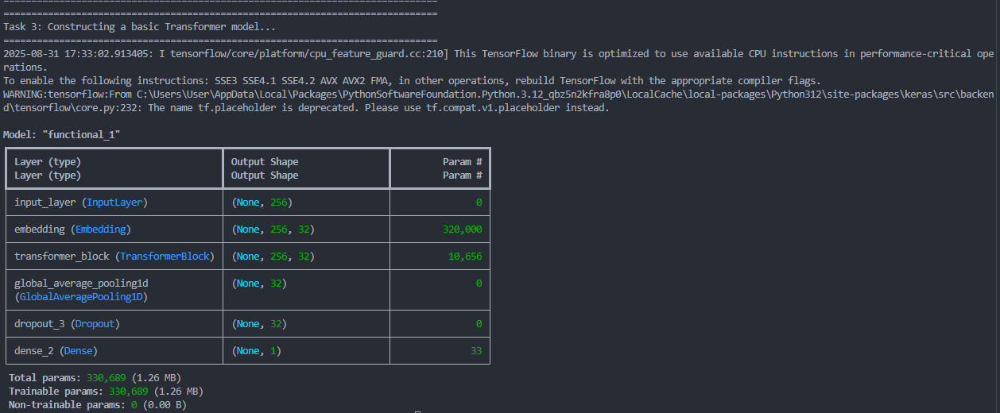 ==============================================================================
==============================================================================
Task 3: Constructing a basic Transformer model...
==============================================================================
2025-08-31 17:33:02.913405: I tensorflow/core/platform/cpu_feature_guard.cc:210] This TensorFlow binary is optimized to use available CPU instructions in performance-critical ope
rations.
To enable the following instructions: SSE3 SSE4.1 SSE4.2 AVX AVX2 FMA, in other operations, rebuild TensorFlow with the appropriate compiler flags.
WARNING:tensorflow:From C:\Users\User\AppData\Local\Packages\PythonSoftwareFoundation.Python.3.12_qbz5n2kfra8p0\LocalCache\local-packages\Python312\site-packages\keras\src\backen
d\tensorflow\core.py:232: The name tf.placeholder is deprecated. Please use tf.compat.v1.placeholder instead.
Model: "functional_1"
Layer (type) Output Shape Param #
Layer (type) Output Shape Param #
input_layer (InputLayer) (None, 256) 0
embedding (Embedding) (None, 256, 32) 320,000
transformer_block (TransformerBlock) (None, 256, 32) 10,656
global_average_pooling1d (None, 32) 0
(GlobalAveragePooling1D)
dropout_3 (Dropout) (None, 32) 0
dense_2 (Dense) (None, 1) 33
Total params: 330,689 (1.26 MB)
Trainable params: 330,689 (1.26 MB)
Non-trainable params: 0 (0.00 B)